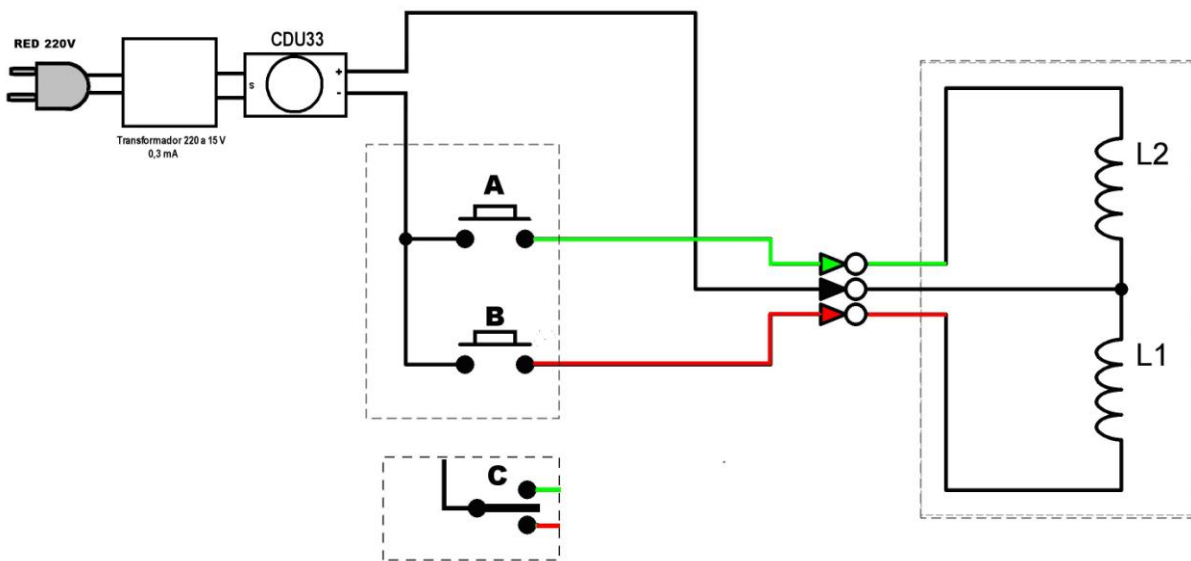 RED 220V
CDU33
S
+
-
Transformador 220 a 15 V
0,3 mA
A
B
C
L2
L1